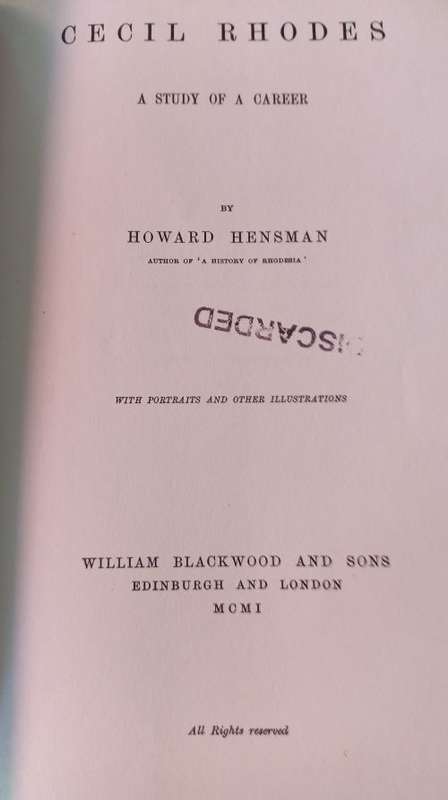 CECIL RHODES
A STUDY OF A CAREER
BY
HOWARD HENSMAN
AUTHOR OF 'A HISTORY OF RHODESIA'
DISCARDED
WITH PORTRAITS AND OTHER ILLUSTRATIONS
WILLIAM BLACKWOOD AND SONS
EDINBURGH AND LONDON
MCMI
All Rights reserved